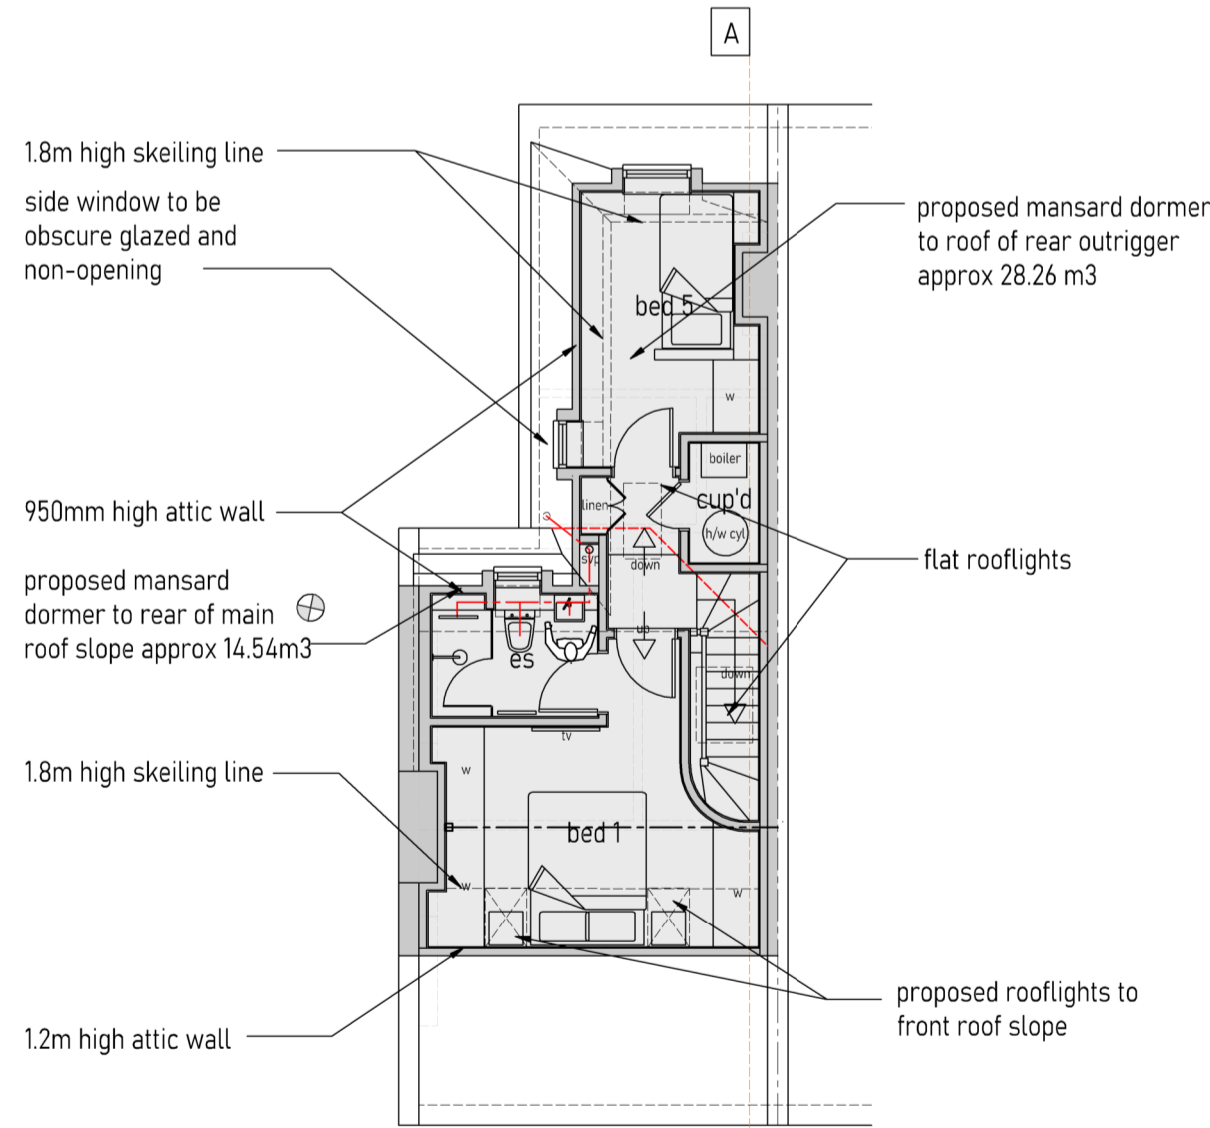 A
1.8m high skeiling line
side window to be
obscure glazed and
non-opening
proposed mansard dormer
to roof of rear outrigger
approx 28.26 m3
bed 5
w
boiler
cup'd
linen
h/w cyl
950mm high attic wall
svp
down
flat rooflights
proposed mansard
dormer to rear of main
roof slope approx 14.54m3
up
es
down
tv
1.8m high skeiling line
w
bed 1
w
w
proposed rooflights to
front roof slope
1.2m high attic wall